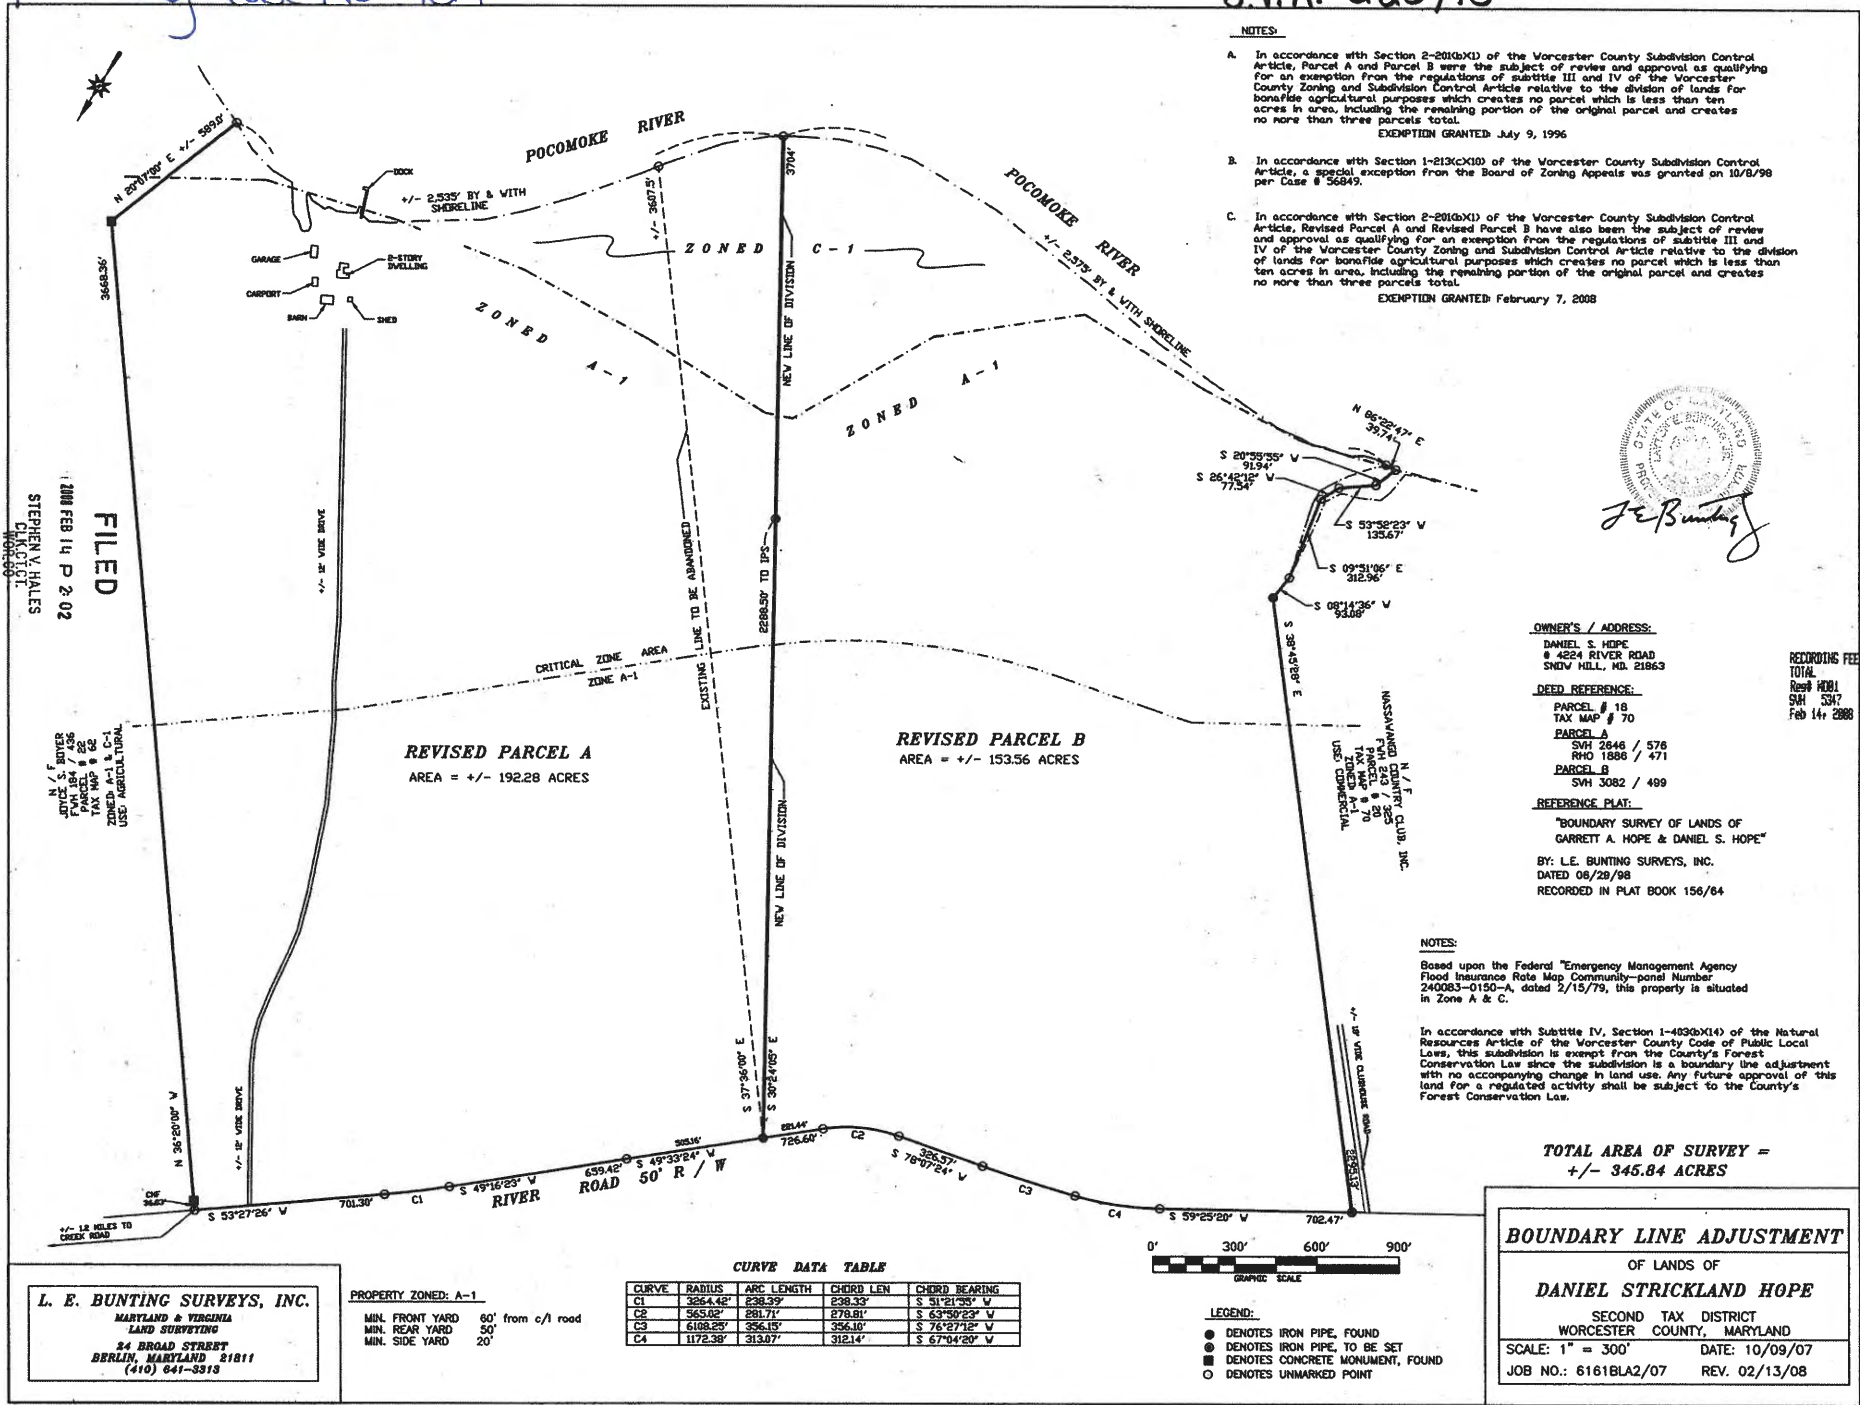 NOTES:
A. In accordance with Section 2-201(b)(1) of the Worcester County Subdivision Control
Article, Parcel A and Parcel B were the subject of review and approval as qualifying
for an exemption from the regulations of subtitle III and IV of the Worcester
County Zoning and Subdivision Control Article relative to the division of lands for
bonafide agricultural purposes which creates no parcel which is less than ten
acres in area, including the remaining portion of the original parcel and creates
no more than three parcels total.
EXEMPTION GRANTED: July 9, 1996
B. In accordance with Section 1-213(c)(10) of the Worcester County Subdivision Control
Article, a special exception from the Board of Zoning Appeals was granted on 10/8/98
per Case # 56849.
C. In accordance with Section 2-201(b)(1) of the Worcester County Subdivision Control
Article, Revised Parcel A and Revised Parcel B have also been the subject of review
and approval as qualifying for an exemption from the regulations of subtitle III and
IV of the Worcester County Zoning and Subdivision Control Article relative to the division
of lands for bonafide agricultural purposes which creates no parcel which is less than
ten acres in area, including the remaining portion of the original parcel and creates
no more than three parcels total.
EXEMPTION GRANTED: February 7, 2008
N 20°07'00" E +/- 589.0'
POCOMOKE RIVER
DOCK
+/- 2,535' BY & WITH
SHORELINE
+/- 3607.5'
3704'
POCOMOKE RIVER
+/- 2,575' BY & WITH SHORELINE
ZONED C-1
GARAGE
2-STORY
DWELLING
CARPORT
BARN
SHED
3668.36'
ZONED A-1
ZONED A-1
NEW LINE OF DIVISION
N 86°22'47" E
39.74'
S 20°55'55" W
91.94'
S 26°42'12" W
77.54'
S 53°52'23" W
135.67'
S 09°51'06" E
312.96'
S 08°14'36" W
93.08'
S 38°45'28" E
FILED
2008 FEB 14 P 2:02
STEPHEN V. HALES
CLK.CT.CT.
WOR.CO.
+/- 12' WIDE DRIVE
EXISTING LINE TO BE ABANDONED
2288.50' TO IPS
CRITICAL ZONE AREA
ZONE A-1
N / F
JOYCE S. BOYER
FWH 184 / 436
PARCEL # 22
TAX MAP # 62
ZONED: A-1 & C-1
USE: AGRICULTURAL
REVISED PARCEL A
AREA = +/- 192.28 ACRES
REVISED PARCEL B
AREA = +/- 153.56 ACRES
NEW LINE OF DIVISION
N / F
NASSAWANGO COUNTRY CLUB, INC.
FWH 243 / 325
PARCEL # 20
TAX MAP # 70
ZONED: A-1
USE: COMMERCIAL
OWNER'S / ADDRESS:
DANIEL S. HOPE
# 4224 RIVER ROAD
SNOW HILL, MD. 21863
DEED REFERENCE:
PARCEL # 18
TAX MAP # 70
PARCEL A
SVH 2646 / 576
RHO 1886 / 471
PARCEL B
SVH 3082 / 499
REFERENCE PLAT:
"BOUNDARY SURVEY OF LANDS OF
GARRETT A. HOPE & DANIEL S. HOPE"
BY: L.E. BUNTING SURVEYS, INC.
DATED 06/29/98
RECORDED IN PLAT BOOK 156/64
RECORDING FEE
TOTAL
Feb 14, 2008
NOTES:
Based upon the Federal "Emergency Management Agency
Flood Insurance Rate Map Community-panel Number
240083-0150-A, dated 2/15/79, this property is situated
in Zone A & C.
In accordance with Subtitle IV, Section 1-403(b)(14) of the Natural
Resources Article of the Worcester County Code of Public Local
Laws, this subdivision is exempt from the County's Forest
Conservation Law since the subdivision is a boundary line adjustment
with no accompanying change in land use. Any future approval of this
land for a regulated activity shall be subject to the County's
Forest Conservation Law.
N 36°20'00" W
+/- 12' WIDE DRIVE
S 37°36'00" E
S 30°24'05" E
CMF
+/- 1.2 MILES TO
CREEK ROAD
S 53°27'26" W
701.30'
C1
S 49°16'23" W
659.42'
S 49°33'24" W
505.16'
221.44'
726.60'
RIVER ROAD 50' R / W
C2
326.57'
S 78°07'24" W
C3
C4
S 59°25'20" W
702.47'
+/- 18' WIDE CLUBHOUSE ROAD
TOTAL AREA OF SURVEY =
+/- 345.84 ACRES
0' 300' 600' 900'
GRAPHIC SCALE
LEGEND:
DENOTES IRON PIPE, FOUND
DENOTES IRON PIPE, TO BE SET
DENOTES CONCRETE MONUMENT, FOUND
DENOTES UNMARKED POINT
CURVE DATA TABLE
CURVE RADIUS ARC LENGTH CHORD LEN CHORD BEARING
C1 3264.42' 238.39' 238.33' S 51°21'55" W
C2 565.02' 281.71' 278.81' S 63°50'23" W
C3 6108.25' 356.15' 356.10' S 76°27'12" W
C4 1172.38' 313.07' 312.14' S 67°04'20" W
PROPERTY ZONED: A-1
MIN. FRONT YARD 60' from c/l road
MIN. REAR YARD 50'
MIN. SIDE YARD 20'
L. E. BUNTING SURVEYS, INC.
MARYLAND & VIRGINIA
LAND SURVEYING
24 BROAD STREET
BERLIN, MARYLAND 21811
(410) 641-3313
BOUNDARY LINE ADJUSTMENT
OF LANDS OF
DANIEL STRICKLAND HOPE
SECOND TAX DISTRICT
WORCESTER COUNTY, MARYLAND
SCALE: 1" = 300' DATE: 10/09/07
JOB NO.: 6161BLA2/07 REV. 02/13/08